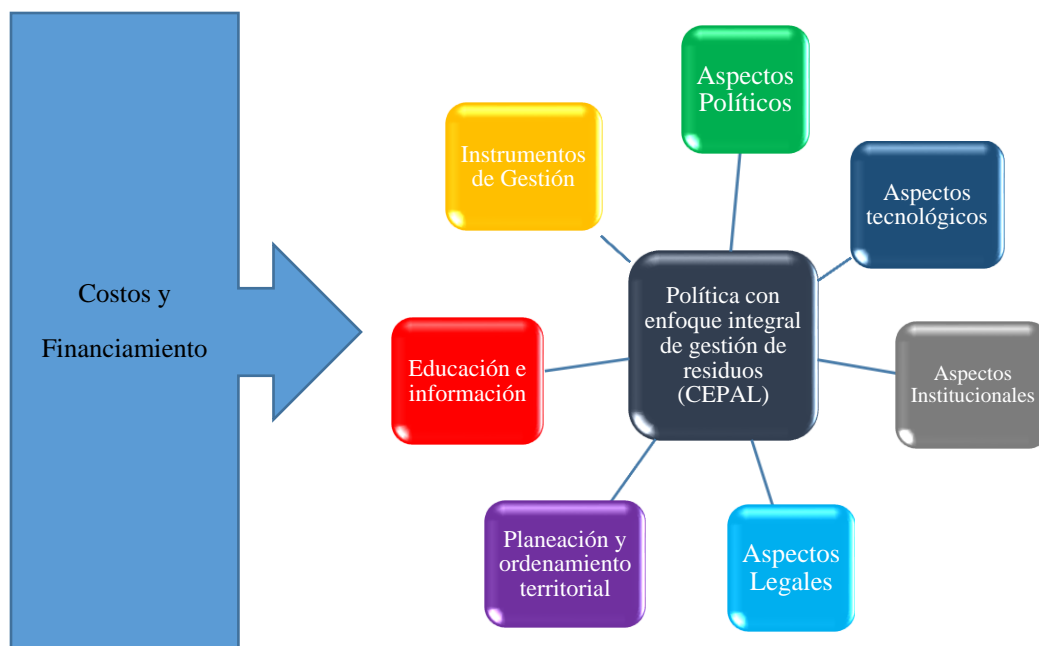 Costos y
Financiamiento
Aspectos
Políticos
Instrumentos
de Gestión
Aspectos
tecnológicos
Política con
enfoque integral
de gestión de
residuos
(CEPAL)
Educación e
información
Aspectos
Institucionales
Planeación y
ordenamiento
territorial
Aspectos
Legales